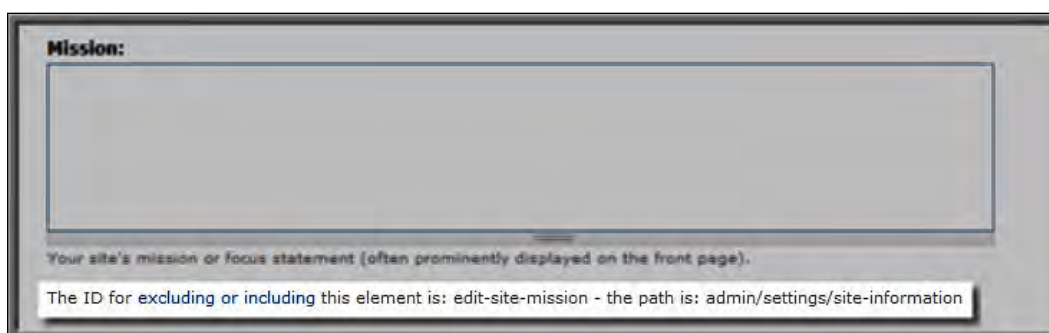 Mission:
Your site's mission or focus statement (often prominently displayed on the front page).
The ID for excluding or including this element is: edit-site-mission - the path is: admin/settings/site-information